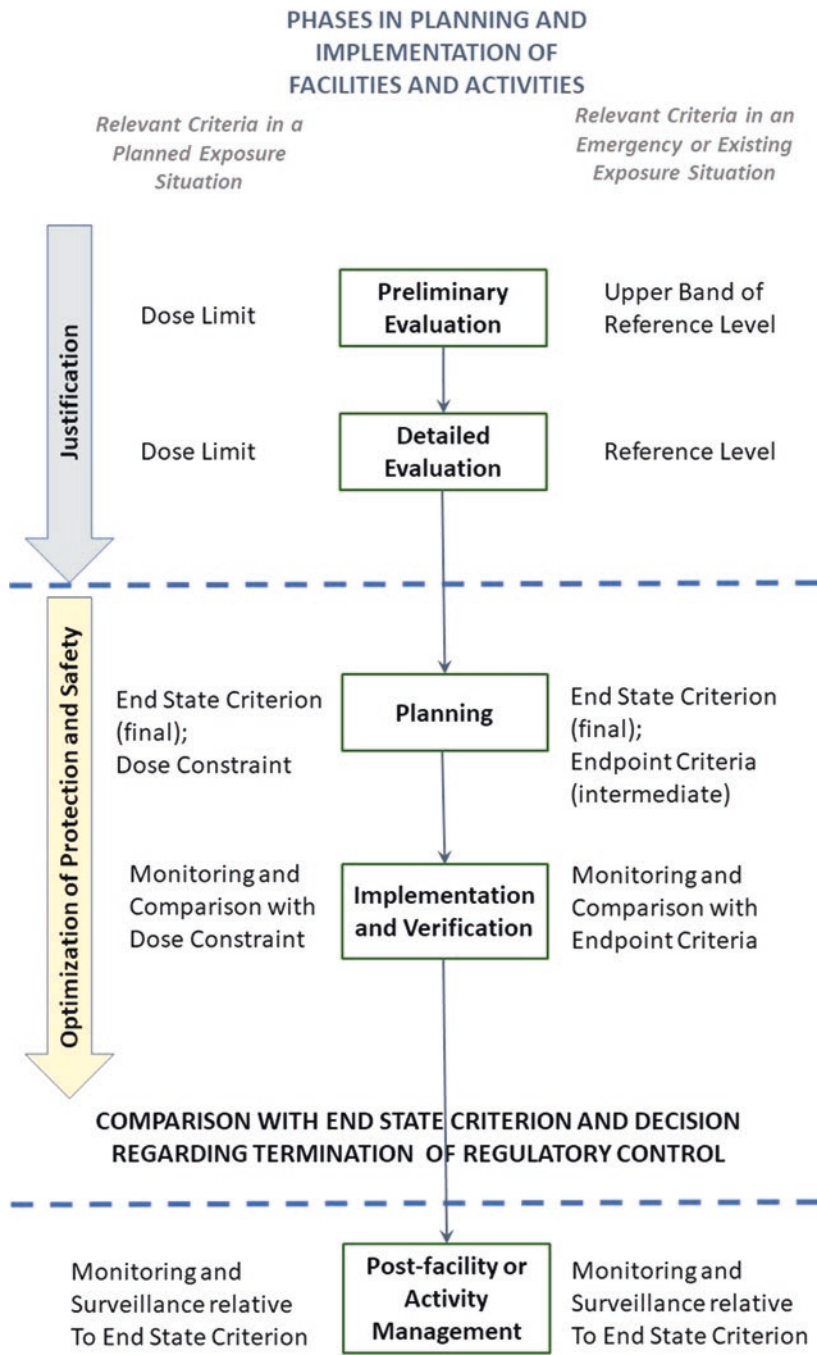 PHASES IN PLANNING AND
IMPLEMENTATION OF
FACILITIES AND ACTIVITIES
Relevant Criteria in a
Planned Exposure
Situation
Relevant Criteria in an
Emergency or Existing
Exposure Situation
Justification
Dose Limit
Preliminary
Evaluation
Upper Band of
Reference Level
Dose Limit
Detailed
Evaluation
Reference Level
Optimization of Protection and Safety
End State Criterion
(final);
Dose Constraint
Planning
End State Criterion
(final);
Endpoint Criteria
(intermediate)
Monitoring and
Comparison with
Dose Constraint
Implementation
and Verification
Monitoring and
Comparison with
Endpoint Criteria
COMPARISON WITH END STATE CRITERION AND DECISION
REGARDING TERMINATION OF REGULATORY CONTROL
Monitoring and
Surveillance relative
To End State Criterion
Post-facility or
Activity
Management
Monitoring and
Surveillance relative
To End State Criterion